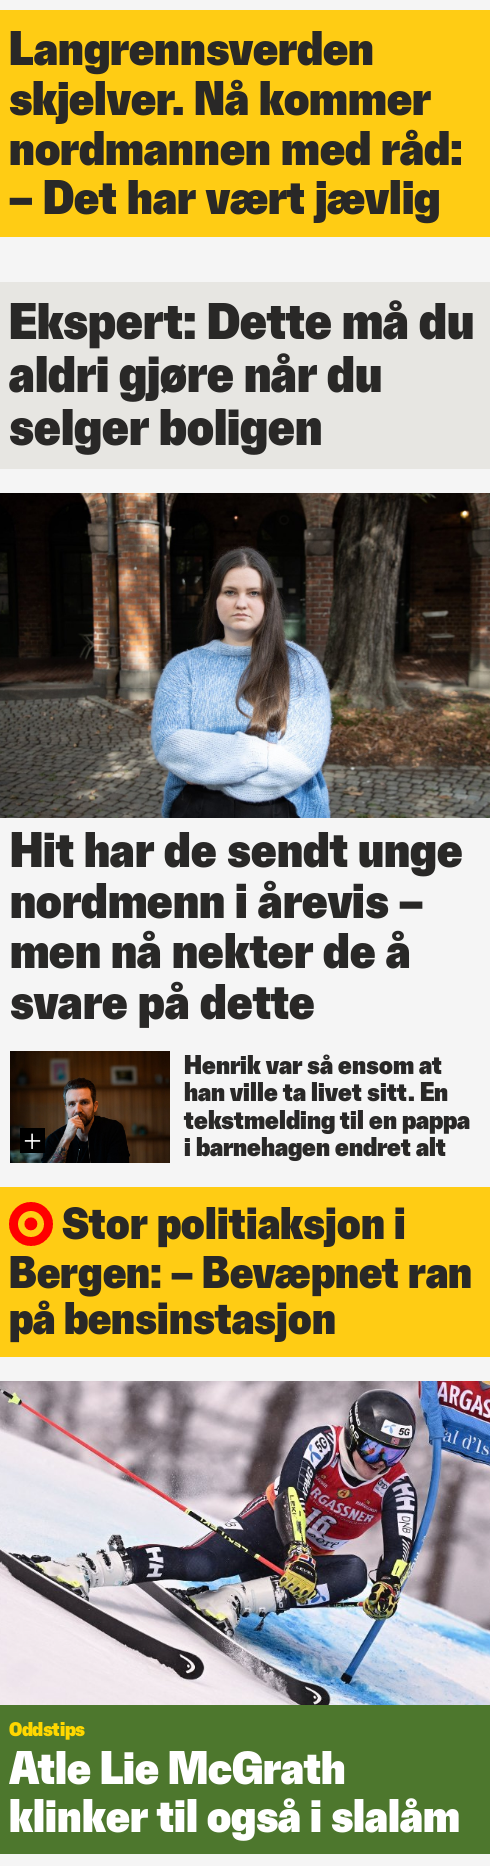 Langrennsverden
skjelver. Nå kommer
nordmannen med råd:
– Det har vært jævlig
Ekspert: Dette må du
aldri gjøre når du
selger boligen
Hit har de sendt unge
nordmenn i årevis –
men nå nekter de å
svare på dette
Henrik var så ensom at
han ville ta livet sitt. En
tekstmelding til en pappa
i barnehagen endret alt
Stor politiaksjon i
Bergen: – Bevæpnet ran
på bensinstasjon
ARGAS
al d'Is
5G
5G
RGASSNER
16
LEKI
DNB
LEVEL
Oddstips
Atle Lie McGrath
klinker til også i slalåm